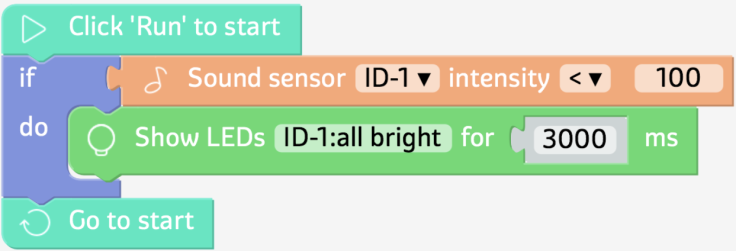 Click 'Run' to start
if Sound sensor ID-1 ▾ intensity < ▾ 100
do Show LEDs ID-1:all bright for 3000 ms
Go to start